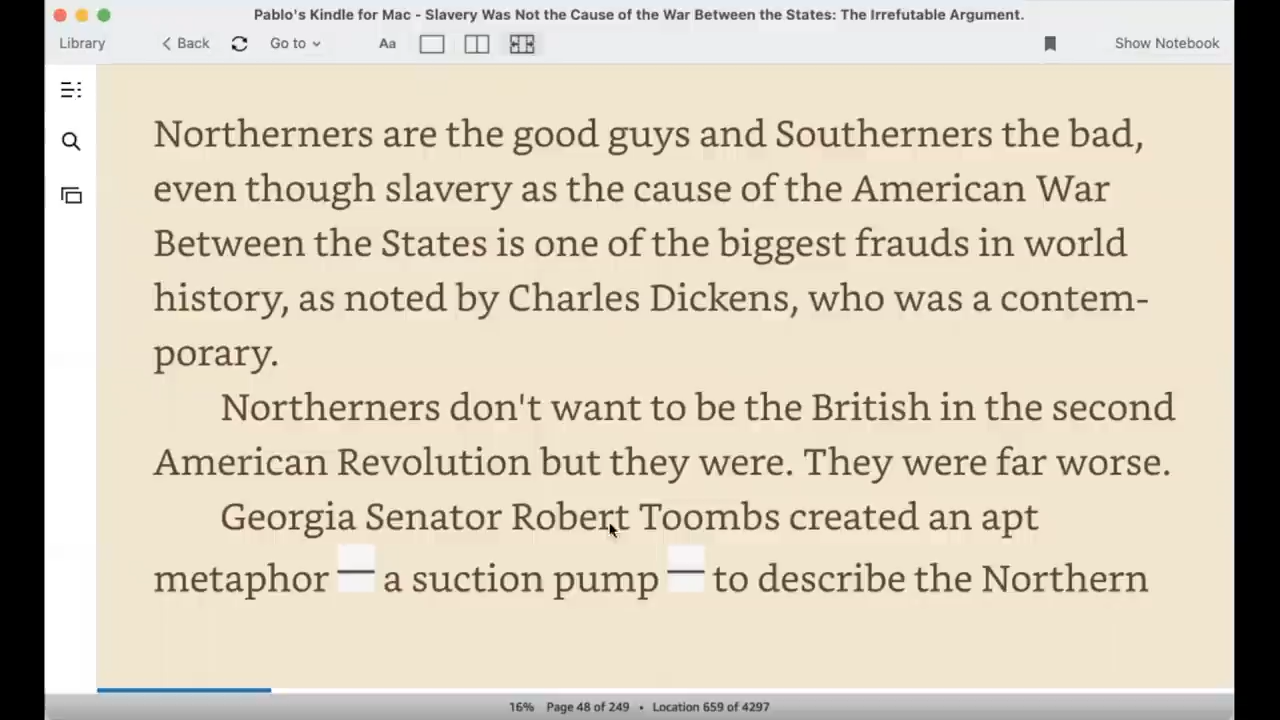 Pablo's Kindle for Mac - Slavery Was Not the Cause of the War Between the States: The Irrefutable Argument.
Library Back Go to Aa Show Notebook
Northerners are the good guys and Southerners the bad,
even though slavery as the cause of the American War
Between the States is one of the biggest frauds in world
history, as noted by Charles Dickens, who was a contem-
porary.
Northerners don't want to be the British in the second
American Revolution but they were. They were far worse.
Georgia Senator Robert Toombs created an apt
metaphor — a suction pump — to describe the Northern
16% Page 48 of 249 • Location 659 of 4297